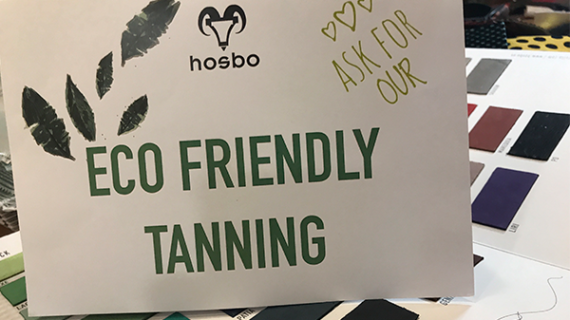 hosbo
ASK FOR
OUR
ECO FRIENDLY
TANNING